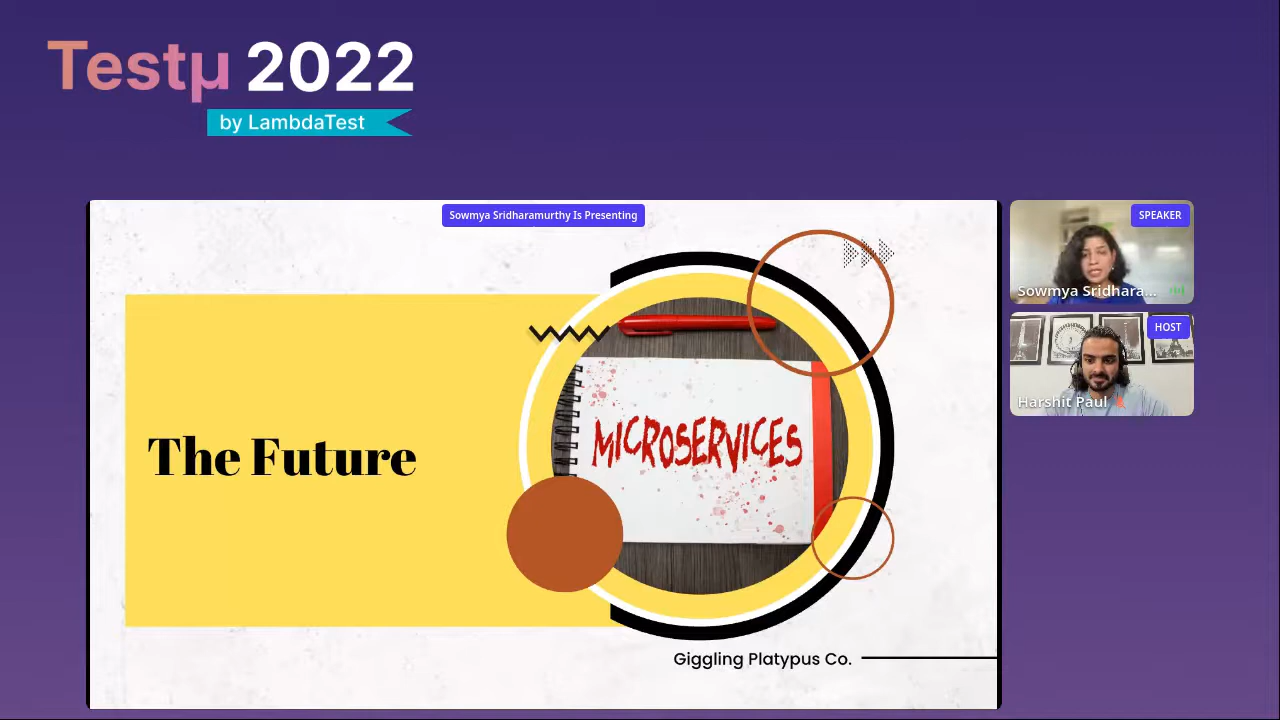 Testμ 2022
by LambdaTest
Sowmya Sridharamurthy Is Presenting
SPEAKER
Sowmya Sridhara...
HOST
Harshit Paul
The Future
MICROSERVICES
Giggling Platypus Co.